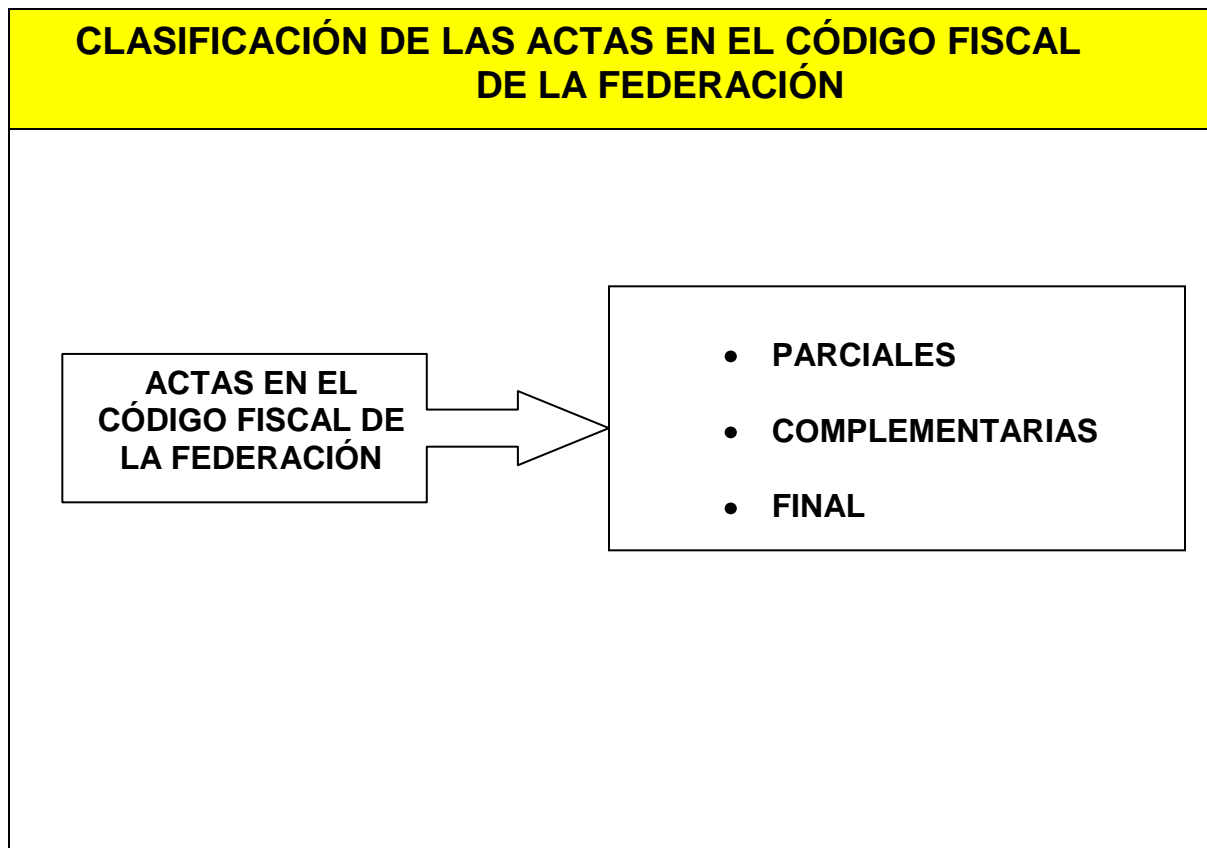 CLASIFICACIÓN DE LAS ACTAS EN EL CÓDIGO FISCAL
DE LA FEDERACIÓN
ACTAS EN EL
CÓDIGO FISCAL DE
LA FEDERACIÓN
• PARCIALES
• COMPLEMENTARIAS
• FINAL